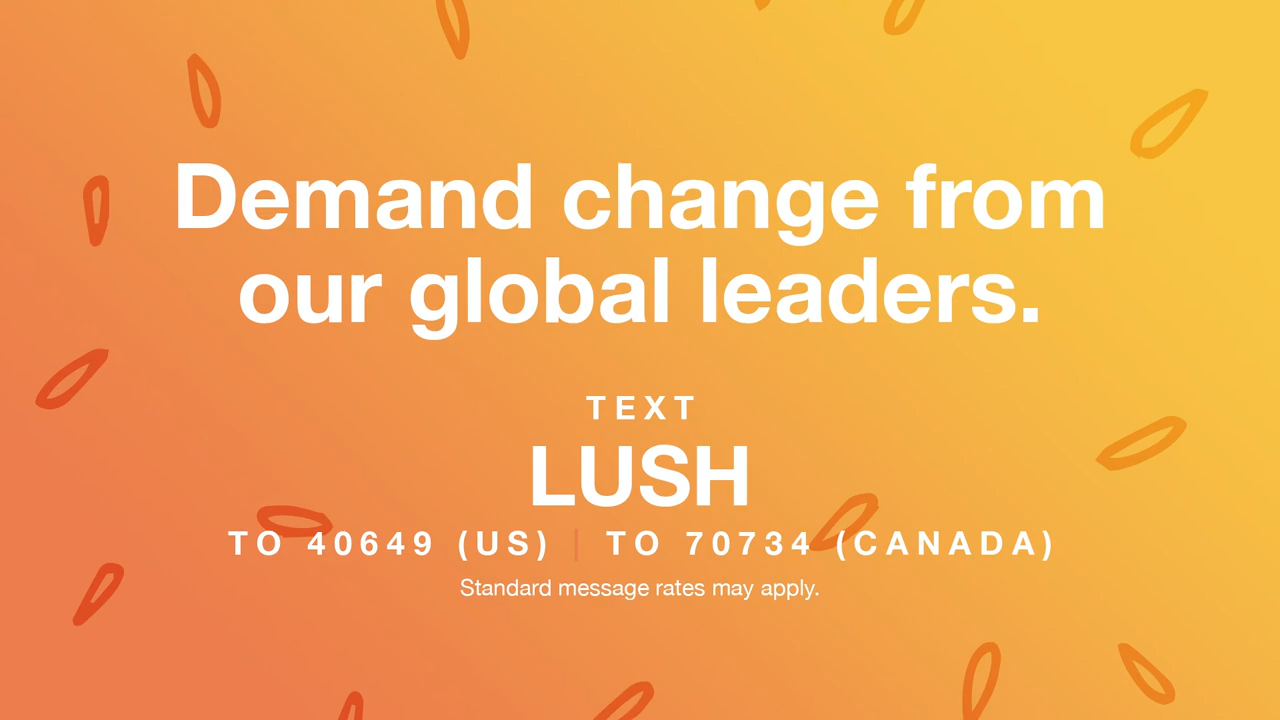 Demand change from
our global leaders.
TEXT
LUSH
TO 40649 (US) | TO 70734 (CANADA)
Standard message rates may apply.